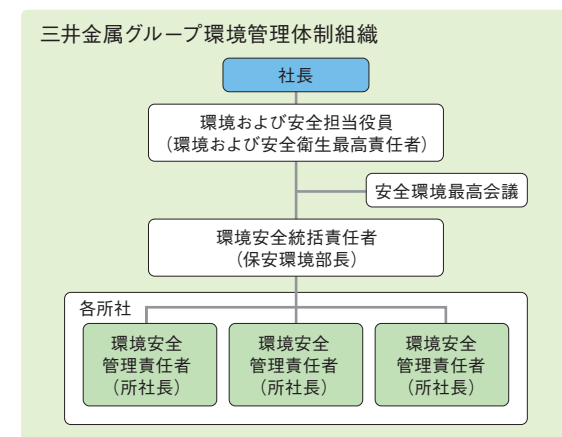 三井金属グループ環境管理体制組織
社長
環境および安全担当役員
（環境および安全衛生最高責任者）
安全環境最高会議
環境安全統括責任者
（保安環境部長）
各所社
環境安全
管理責任者
（所社長）
環境安全
管理責任者
（所社長）
環境安全
管理責任者
（所社長）